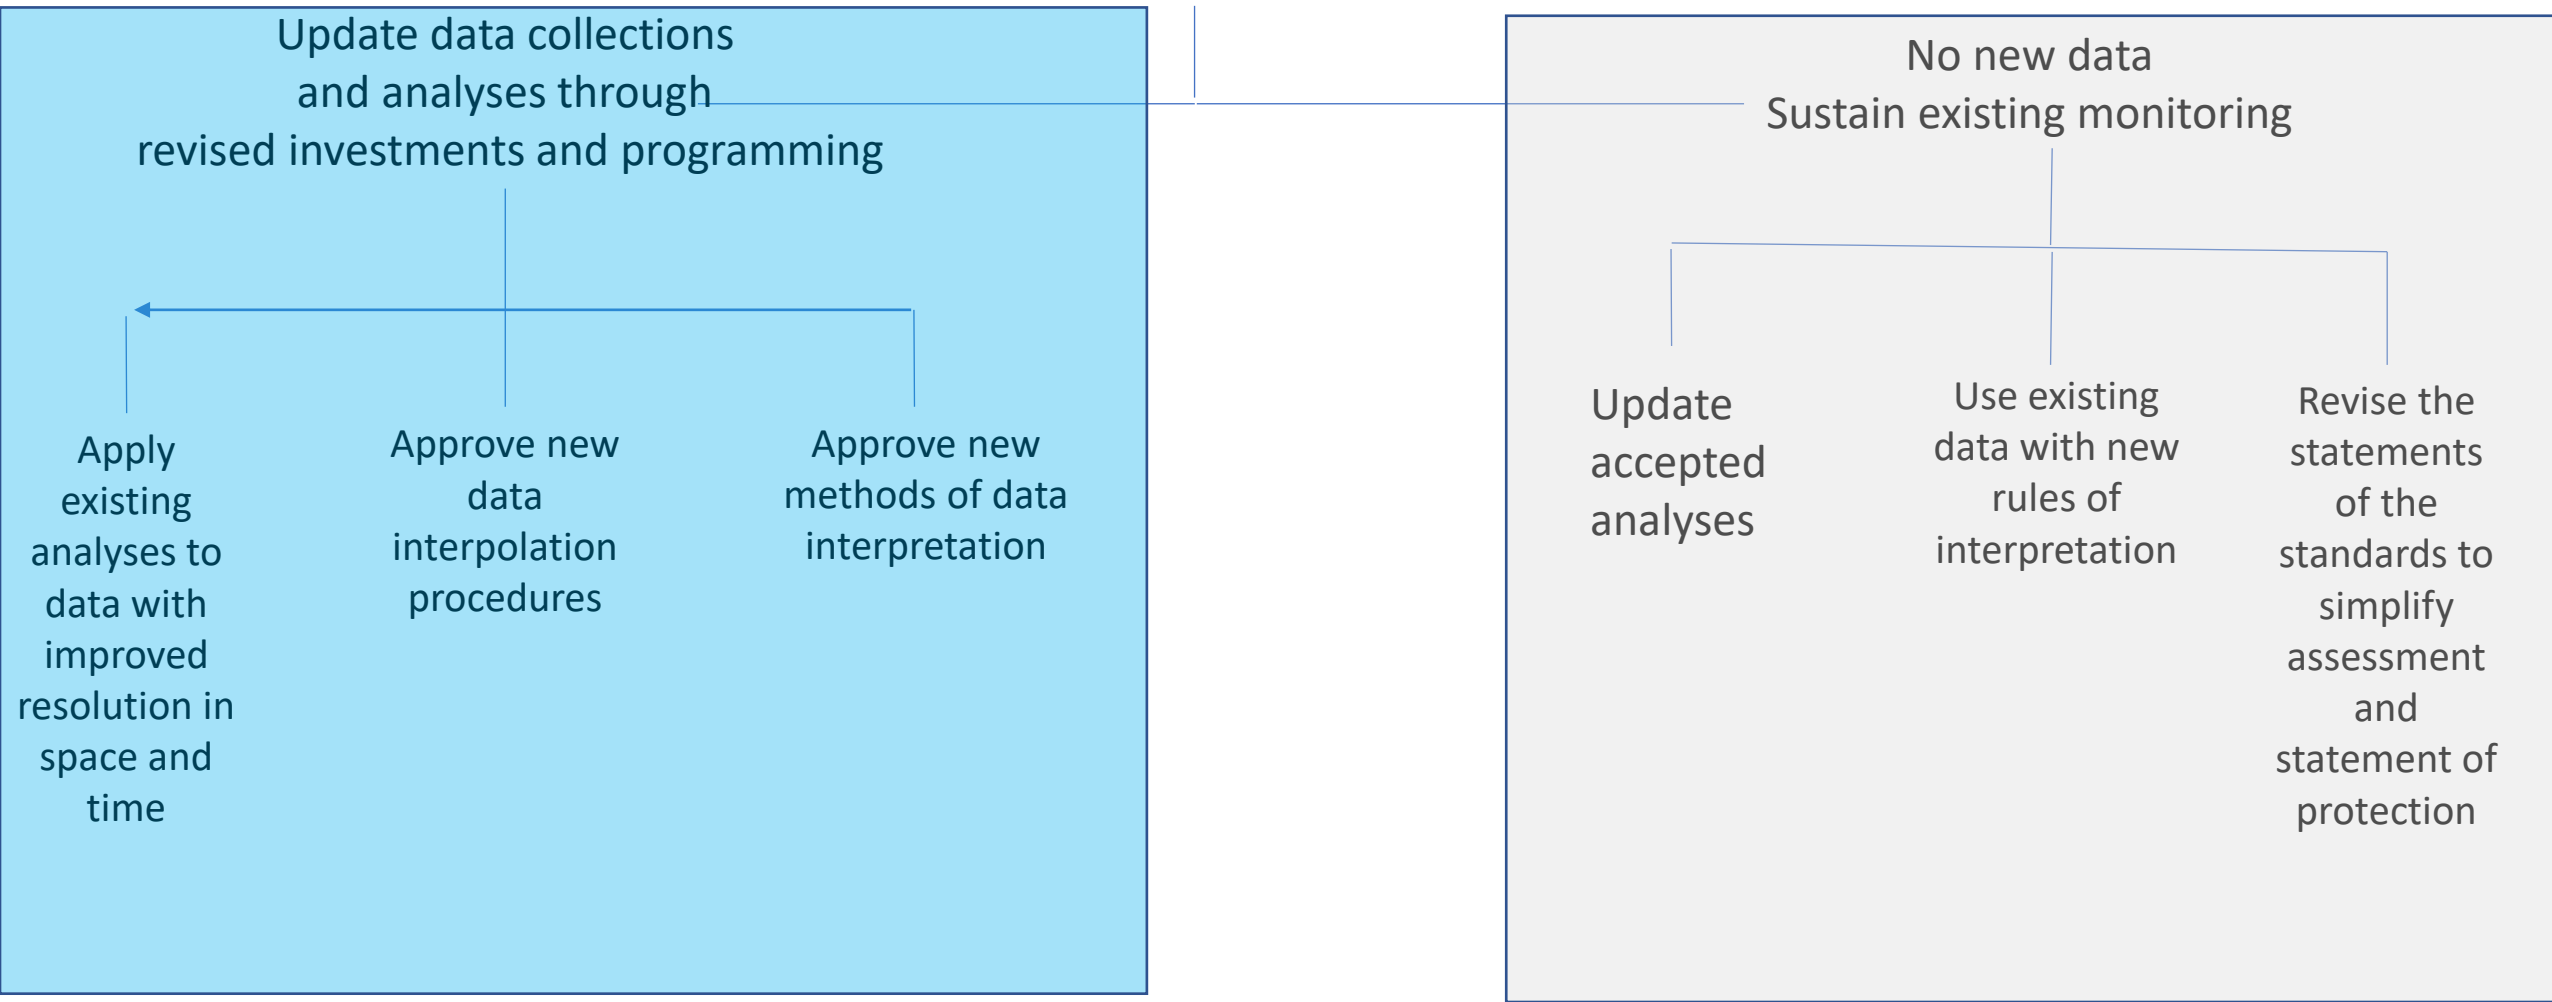 Update data collections
and analyses through
revised investments and programming
Apply
existing
analyses to
data with
improved
resolution in
space and
time
Approve new
data
interpolation
procedures
Approve new
methods of data
interpretation
No new data
Sustain existing monitoring
Update
accepted
analyses
Use existing
data with new
rules of
interpretation
Revise the
statements
of the
standards to
simplify
assessment
and
statement of
protection